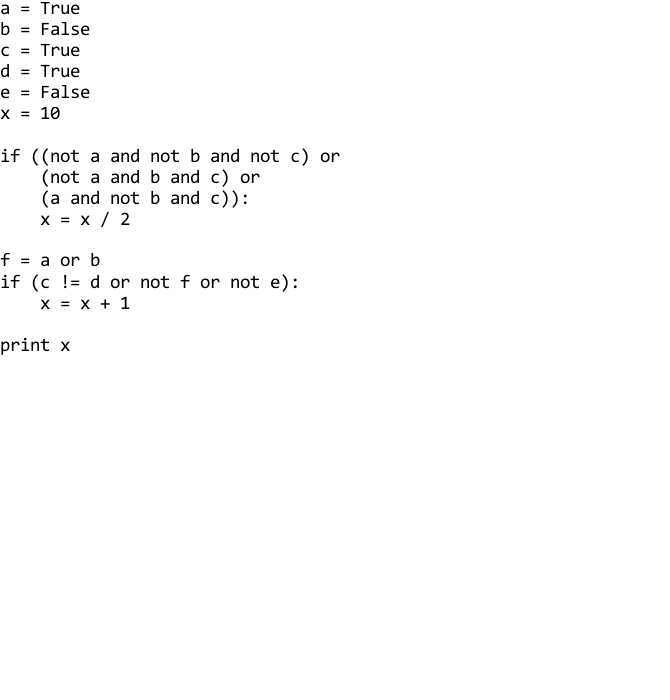 a = True
b = False
c = True
d = True
e = False
x = 10

if ((not a and not b and not c) or
    (not a and b and c) or
    (a and not b and c)):
    x = x / 2

f = a or b
if (c != d or not f or not e):
    x = x + 1

print x